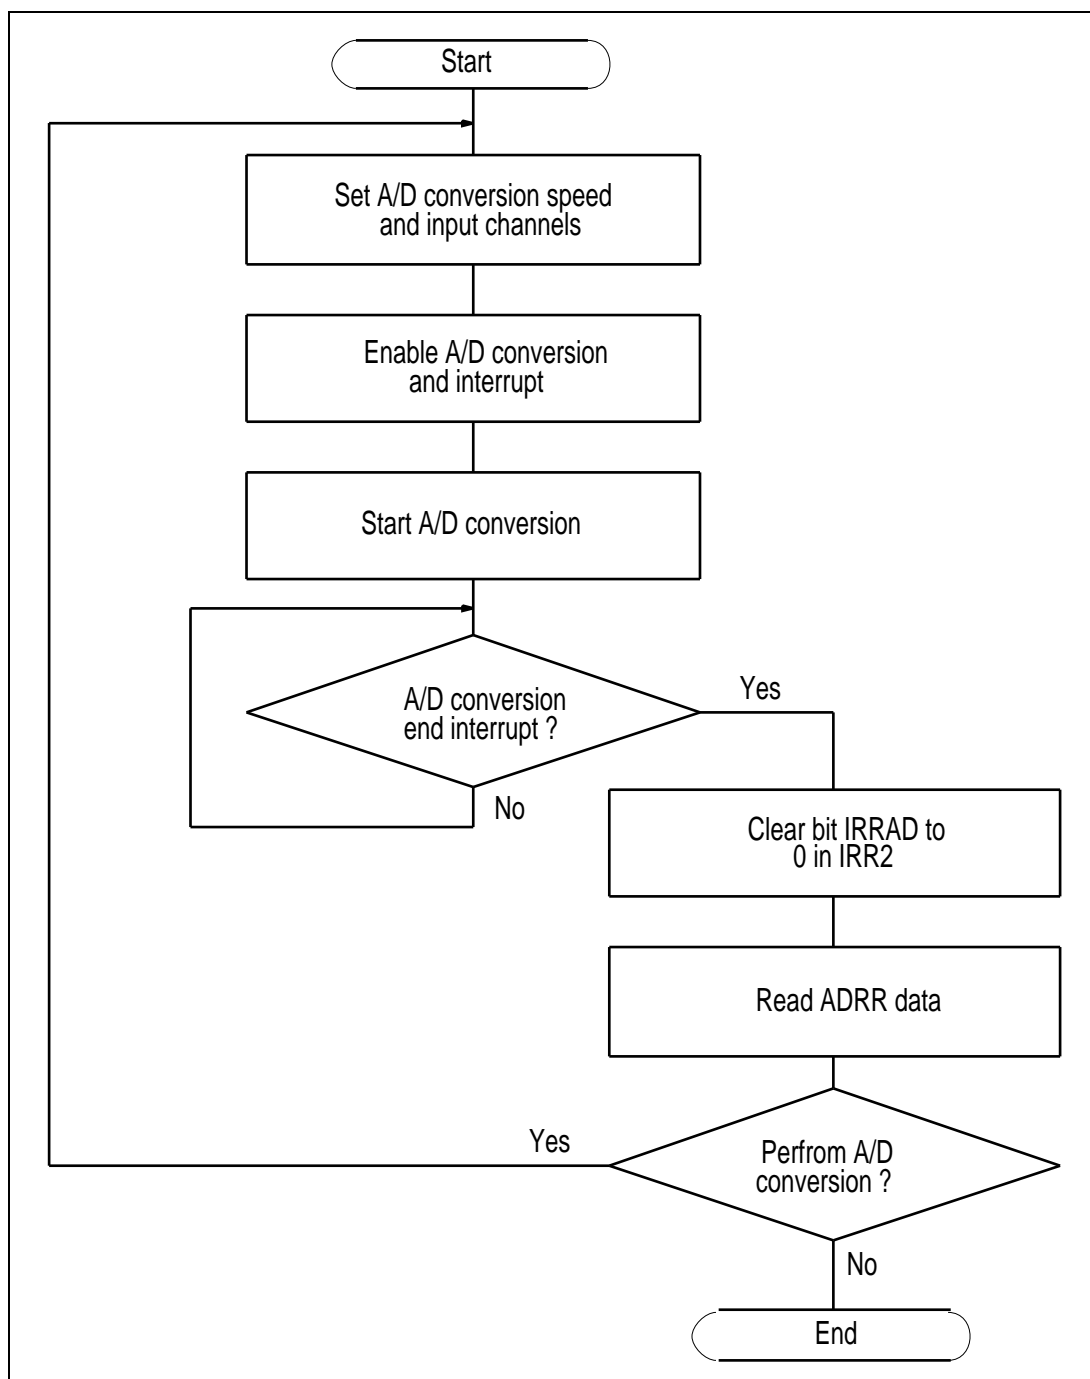 Start
Set A/D conversion speed
and input channels
Enable A/D conversion
and interrupt
Start A/D conversion
A/D conversion
end interrupt ?
Yes
No
Clear bit IRRAD to
0 in IRR2
Read ADRR data
Perfrom A/D
conversion ?
Yes
No
End